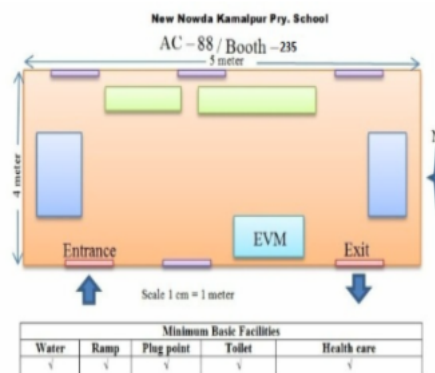 New Nowda Kamalpur Pry. School
AC – 88 / Booth – 235
5 meter
4 meter
N
EVM
Entrance
Exit
Scale 1 cm = 1 meter
Minimum Basic Facilities
Water Ramp Plug point Toilet Health care
√ √ √ √ √